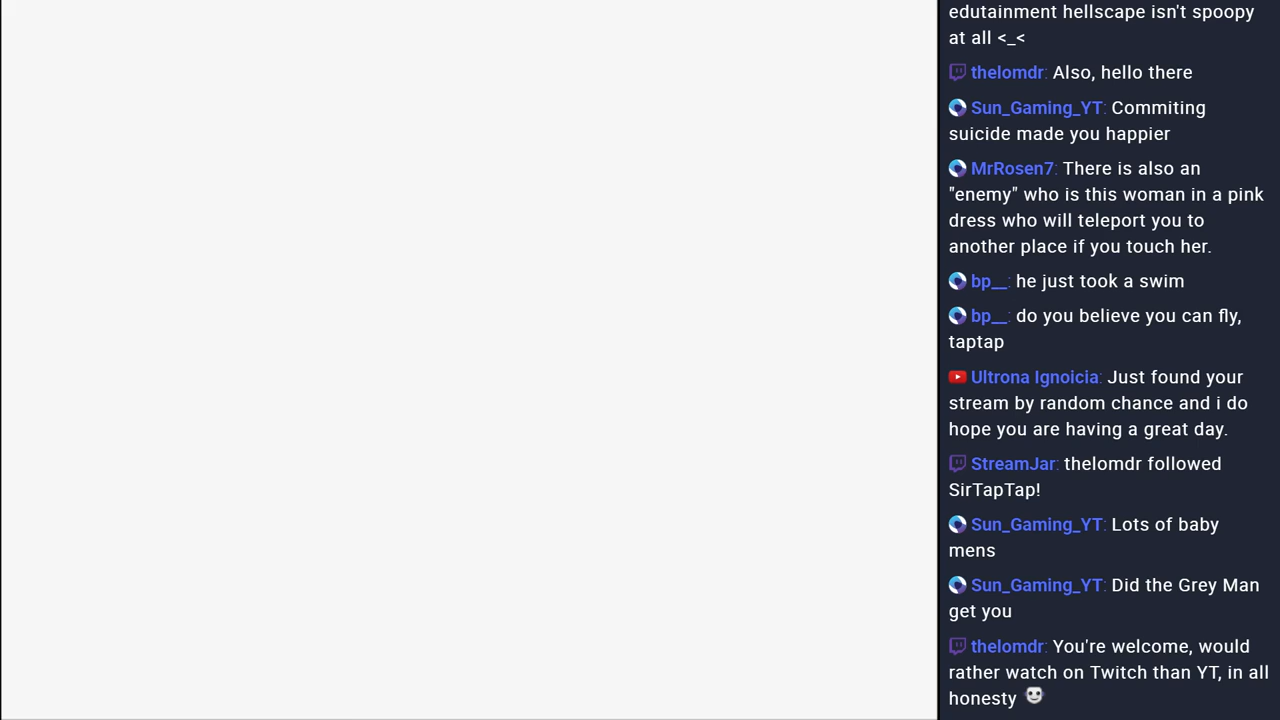 edutainment hellscape isn't spoopy
at all <_<
thelomdr: Also, hello there
Sun_Gaming_YT: Commiting
suicide made you happier
MrRosen7: There is also an
"enemy" who is this woman in a pink
dress who will teleport you to
another place if you touch her.
bp__: he just took a swim
bp__: do you believe you can fly,
taptap
Ultrona Ignoicia: Just found your
stream by random chance and i do
hope you are having a great day.
StreamJar: thelomdr followed
SirTapTap!
Sun_Gaming_YT: Lots of baby
mens
Sun_Gaming_YT: Did the Grey Man
get you
thelomdr: You're welcome, would
rather watch on Twitch than YT, in all
honesty